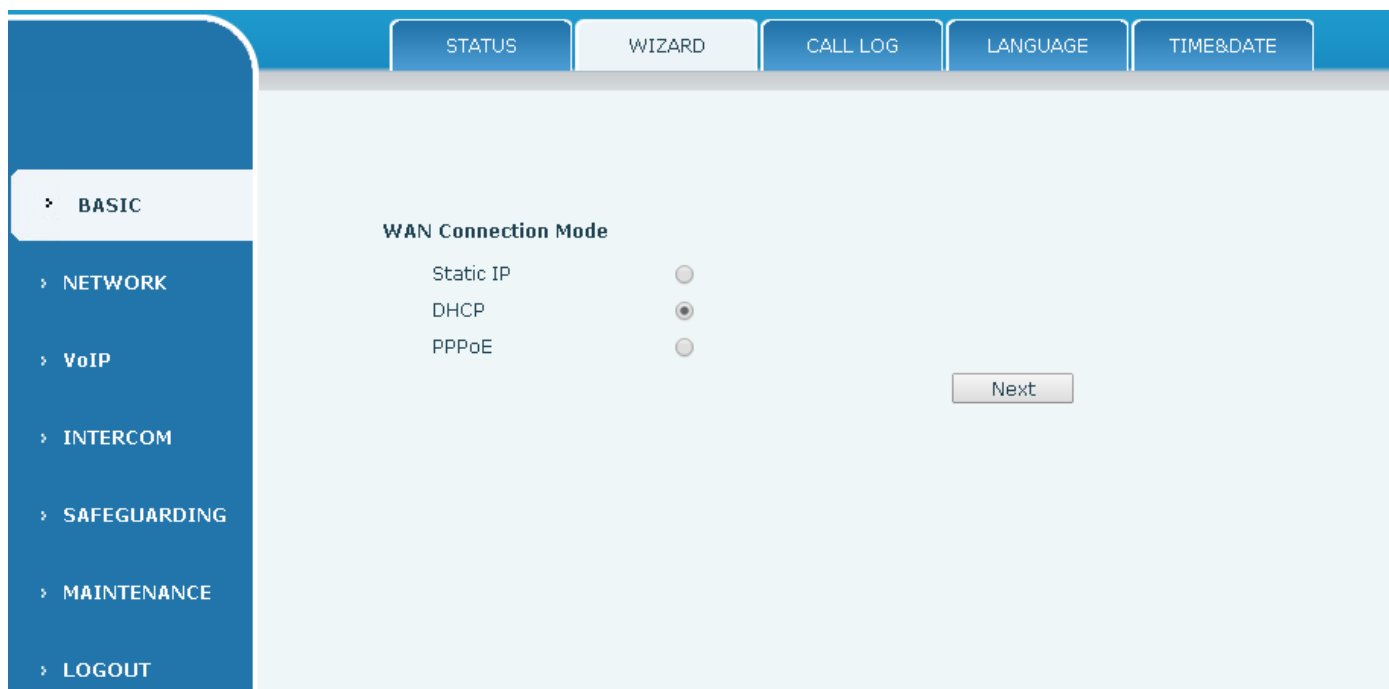 STATUS
WIZARD
CALL LOG
LANGUAGE
TIME&DATE
BASIC
NETWORK
VoIP
INTERCOM
SAFEGUARDING
MAINTENANCE
LOGOUT
WAN Connection Mode
Static IP
DHCP
PPPoE
Next